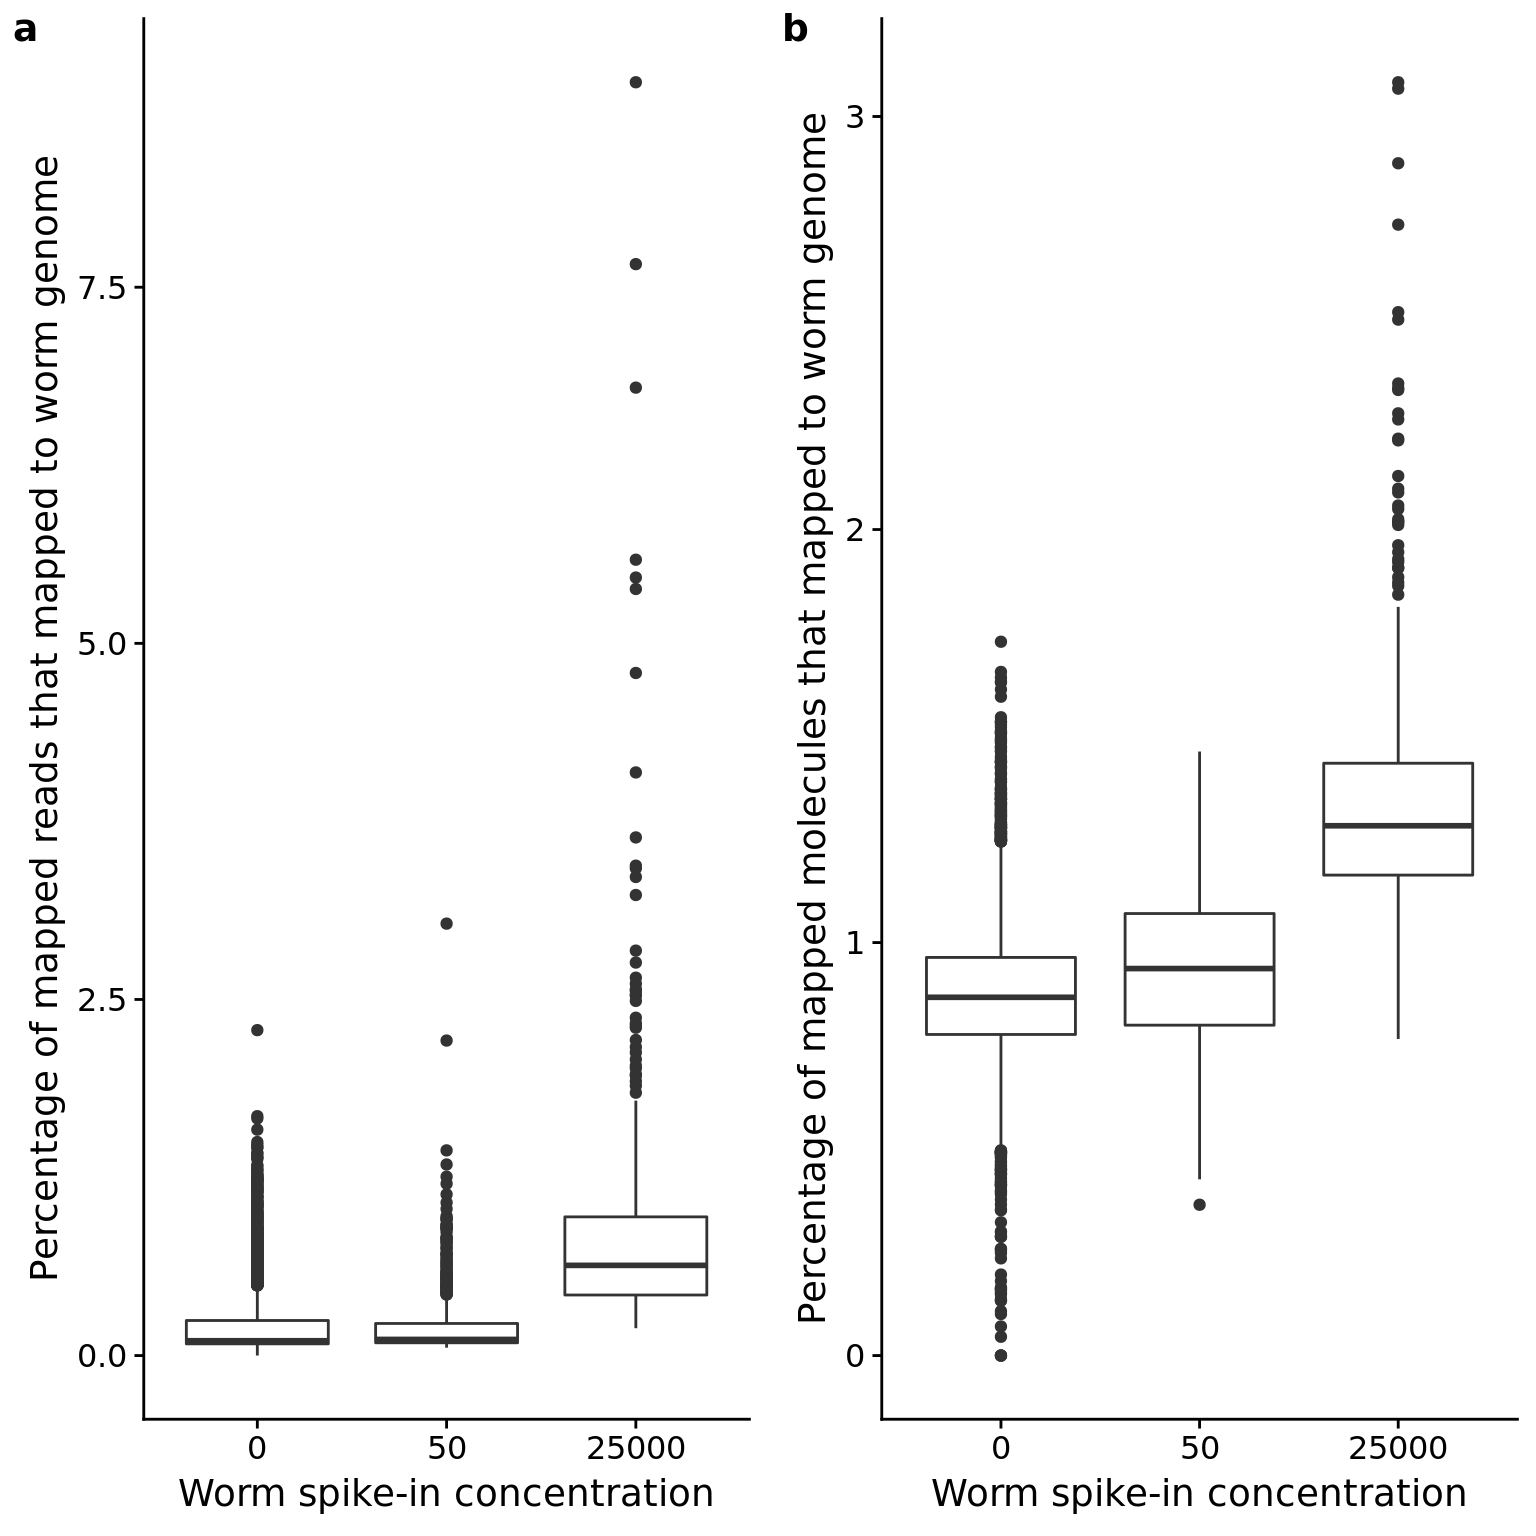 a
Percentage of mapped reads that mapped to worm genome
7.5
5.0
2.5
0.0
0 50 25000
Worm spike-in concentration
b
Percentage of mapped molecules that mapped to worm genome
3
2
1
0
0 50 25000
Worm spike-in concentration